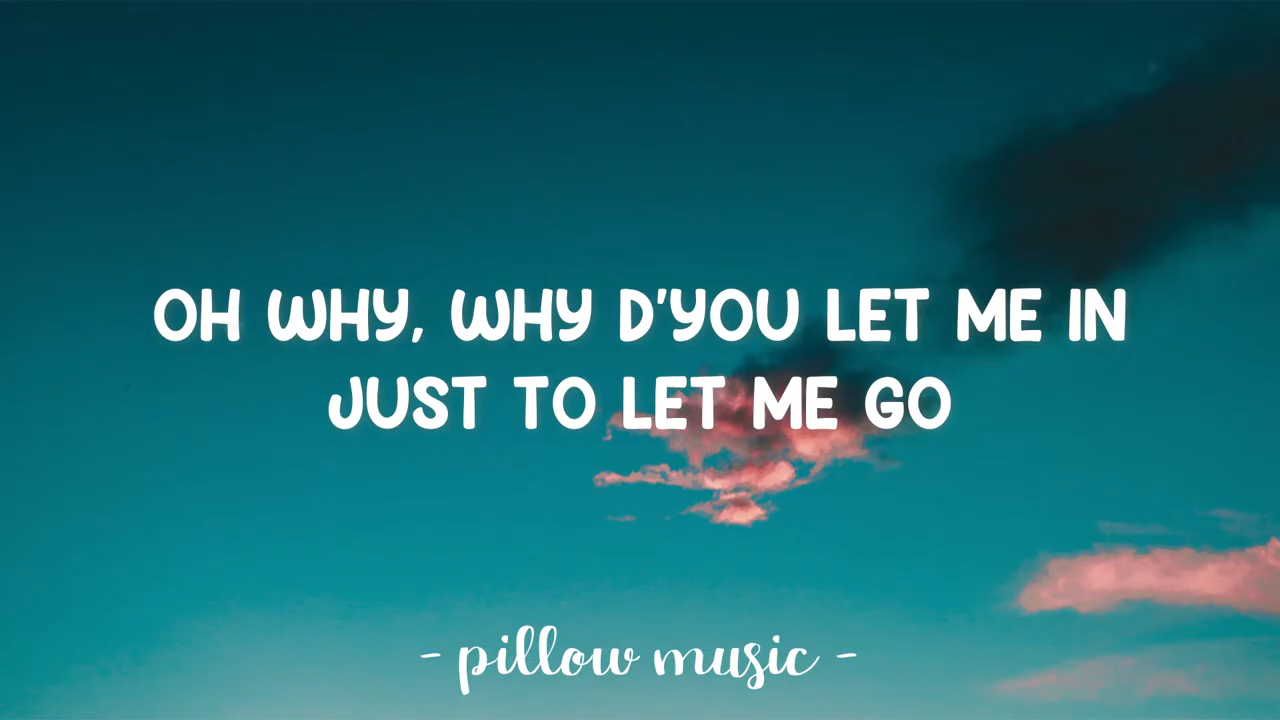 OH WHY, WHY D'YOU LET ME IN
JUST TO LET ME GO
- pillow music -